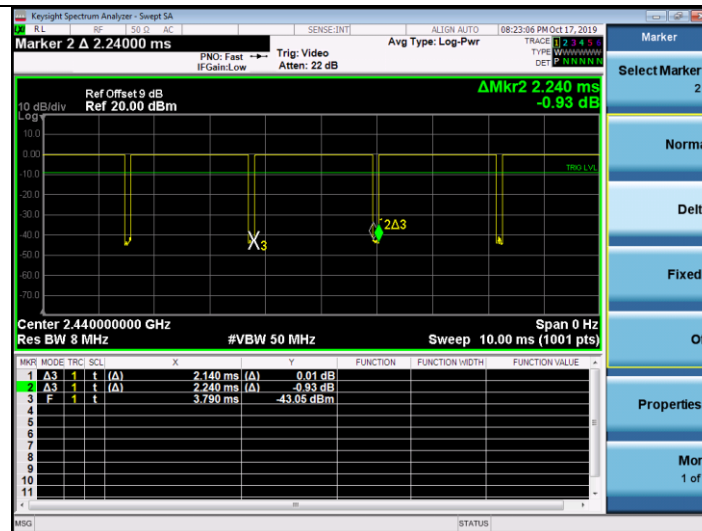 Keysight Spectrum Analyzer - Swept SA
RL RF 50 Ω AC SENSE:INT ALIGN AUTO 08:23:06 PM Oct 17, 2019
Marker 2 Δ 2.24000 ms
PNO: Fast
IFGain:Low
Trig: Video
Atten: 22 dB
Avg Type: Log-Pwr
TRACE 1 2 3 4 5 6
TYPE WWWWWW
DET P N N N N N
Ref Offset 9 dB
Ref 20.00 dBm
10 dB/div
Log
ΔMkr2 2.240 ms
-0.93 dB
10.0
0.00
-10.0
-20.0
-30.0
-40.0
-50.0
-60.0
-70.0
TRIG LVL
3
2Δ3
Center 2.440000000 GHz
Span 0 Hz
Res BW 8 MHz
#VBW 50 MHz
Sweep 10.00 ms (1001 pts)
MKR MODE TRC SCL X Y FUNCTION FUNCTION WIDTH FUNCTION VALUE
1 Δ3 1 t (Δ) 2.140 ms (Δ) 0.01 dB
2 Δ3 1 t (Δ) 2.240 ms (Δ) -0.93 dB
3 F 1 t 3.790 ms -43.05 dBm
4
5
6
7
8
9
10
11
MSG
STATUS
Marker
Select Marker
2
Norma
Delt
Fixed
O
Properties
Mor
1 of